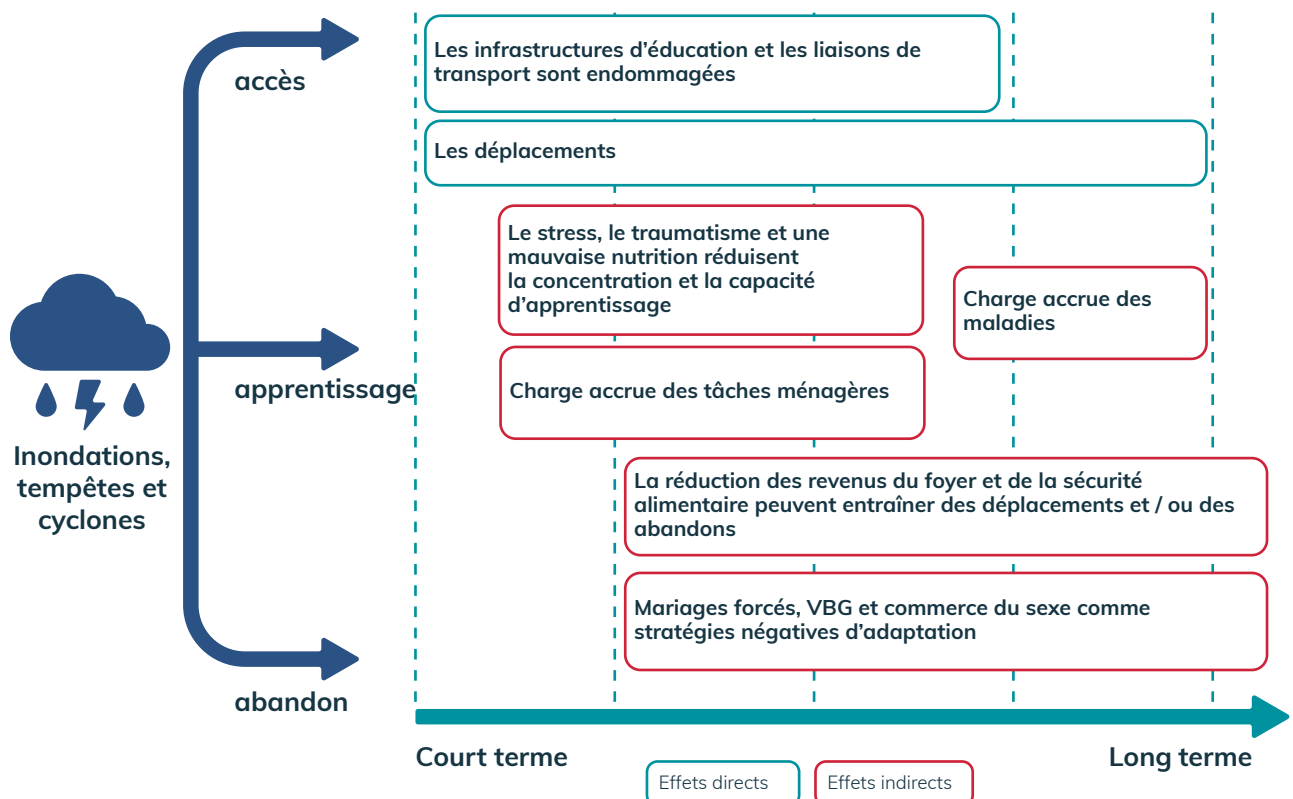 accès
Les infrastructures d’éducation et les liaisons de
transport sont endommagées
Les déplacements
Le stress, le traumatisme et une
mauvaise nutrition réduisent
la concentration et la capacité
d’apprentissage
Charge accrue des
maladies
apprentissage
Charge accrue des tâches ménagères
Inondations,
tempêtes et
cyclones
La réduction des revenus du foyer et de la sécurité
alimentaire peuvent entraîner des déplacements et / ou des
abandons
Mariages forcés, VBG et commerce du sexe comme
stratégies négatives d’adaptation
abandon
Court terme
Long terme
Effets directs
Effets indirects